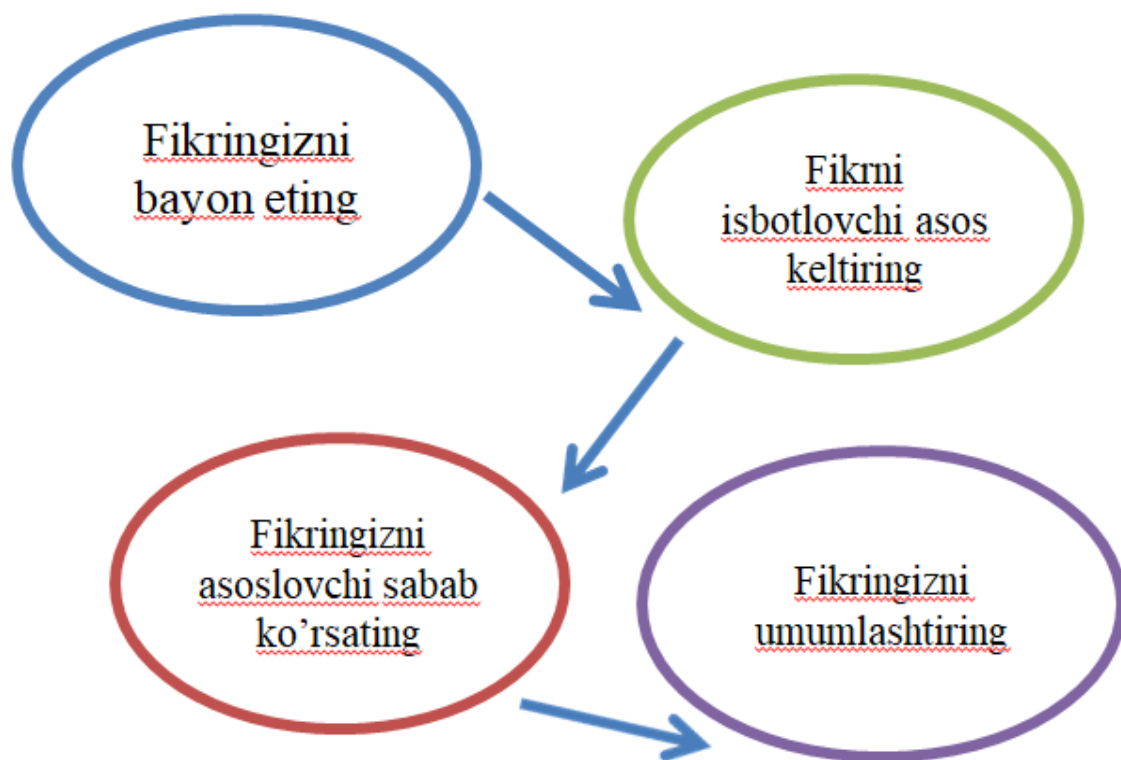 Fikringizni
bayon eting
Fikrni
isbotlovchi asos
keltiring
Fikringizni
asoslovchi sabab
ko’rsating
Fikringizni
umumlashtiring